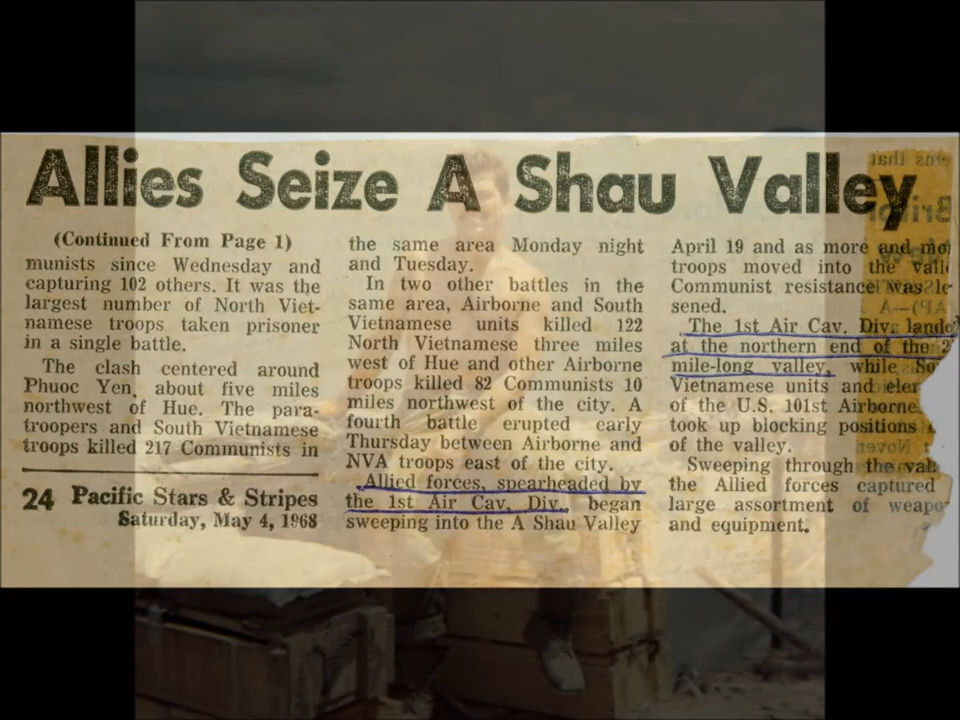 Allies Seize A Shau Valley
(Continued From Page 1)
munists since Wednesday and
capturing 102 others. It was the
largest number of North Viet-
namese troops taken prisoner
in a single battle.
The clash centered around
Phuoc Yen, about five miles
northwest of Hue. The para-
troopers and South Vietnamese
troops killed 217 Communists in
24 Pacific Stars & Stripes
Saturday, May 4, 1968
the same area Monday night
and Tuesday.
In two other battles in the
same area, Airborne and South
Vietnamese units killed 122
North Vietnamese three miles
west of Hue and other Airborne
troops killed 82 Communists 10
miles northwest of the city. A
fourth battle erupted early
Thursday between Airborne and
NVA troops east of the city.
Allied forces, spearheaded by
the 1st Air Cav. Div., began
sweeping into the A Shau Valley
April 19 and as more and
troops moved into the
Communist resistance was
sened.
The 1st Air Cav. Div.
at the northern end of the
mile-long valley, while
Vietnamese units and
of the U.S. 101st Airborne
took up blocking positions
of the valley.
Sweeping through the
the Allied forces captured
large assortment of
and equipment.